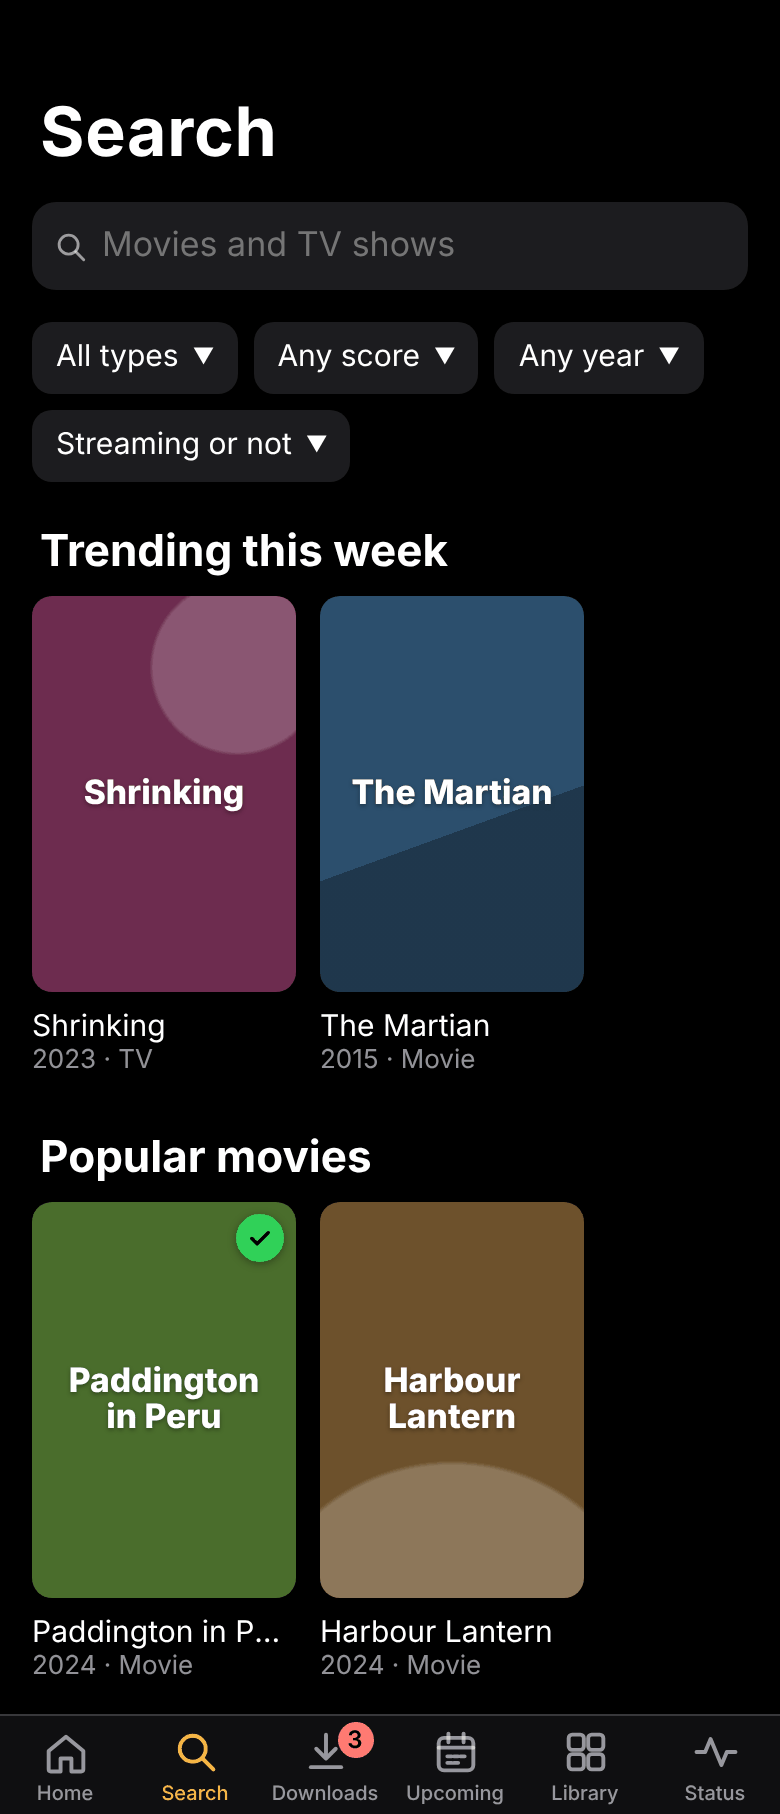 Search
Movies and TV shows
All types ▼
Any score ▼
Any year ▼
Streaming or not ▼
Trending this week
Shrinking
The Martian
Shrinking
2023 · TV
The Martian
2015 · Movie
Popular movies
Paddington
in Peru
Harbour
Lantern
Paddington in P...
2024 · Movie
Harbour Lantern
2024 · Movie
3
Home
Search
Downloads
Upcoming
Library
Status